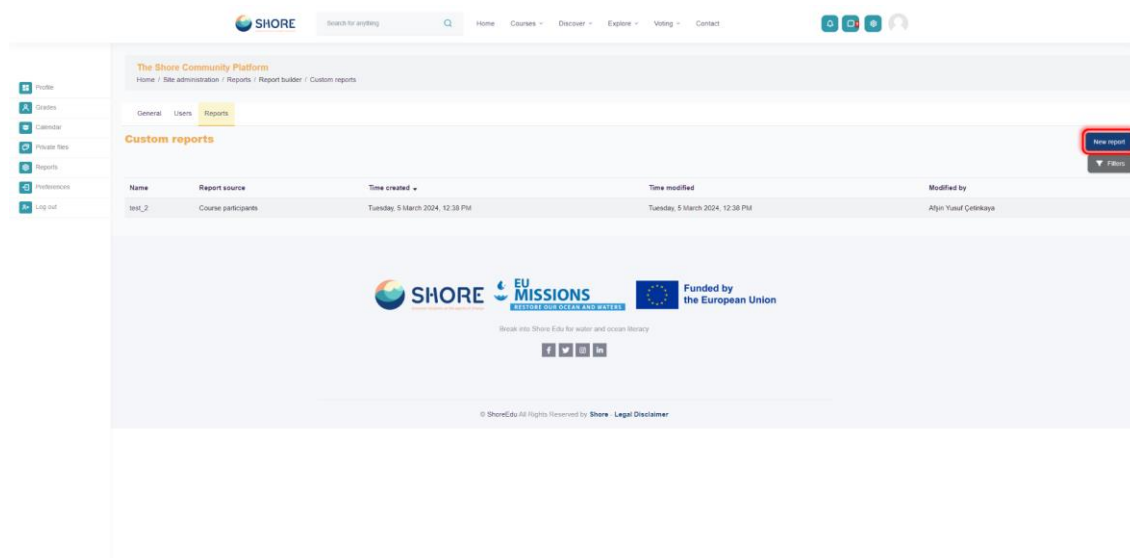 SHORE
Search for anything
Home Courses Discover Explore Voting Contact
The Shore Community Platform
Home / Site administration / Reports / Report builder / Custom reports
Profile
Grades
Calendar
Private files
Reports
Preferences
Log out
General Users Reports
Custom reports
New report
Filters
Name Report source Time created Time modified Modified by
test_2 Course participants Tuesday, 5 March 2024, 12:38 PM Tuesday, 5 March 2024, 12:38 PM Afşin Yusuf Çetinkaya
SHORE
EU
MISSIONS
RESTORE OUR OCEAN AND WATERS
Funded by
the European Union
Break into Shore Edu for water and ocean literacy
© ShoreEdu All Rights Reserved by Shore - Legal Disclaimer